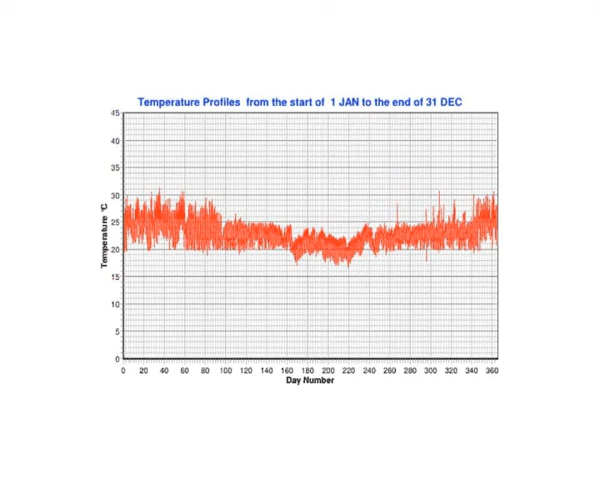 Temperature Profiles  from the start of  1 JAN to the end of 31 DEC
45
40
35
30
25
20
15
10
5
0
Temperature °C
0 20 40 60 80 100 120 140 160 180 200 220 240 260 280 300 320 340 360
Day Number